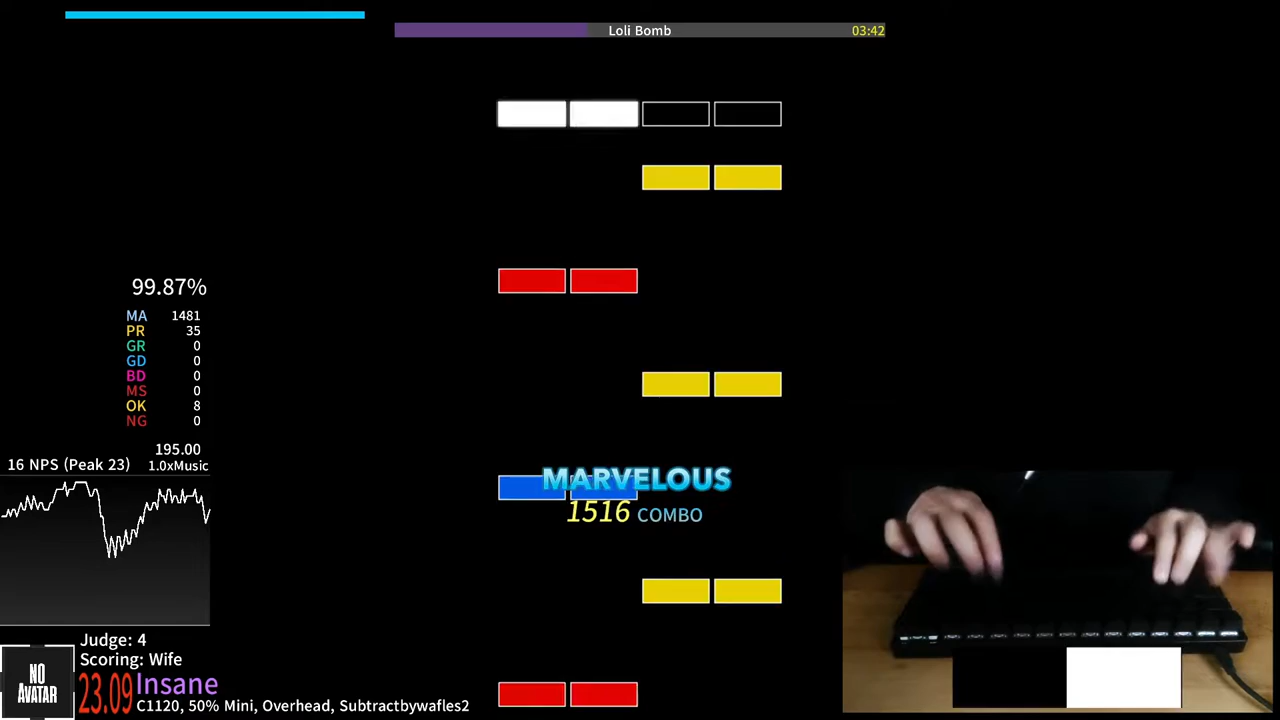 Loli Bomb
03:42
99.87%
MA 1481
PR 35
GR 0
GD 0
BD 0
MS 0
OK 8
NG 0
195.00
16 NPS (Peak 23) 1.0xMusic
MARVELOUS
1516 COMBO
Judge: 4
Scoring: Wife
NO
AVATAR
23.09 Insane
C1120, 50% Mini, Overhead, Subtractbywafles2